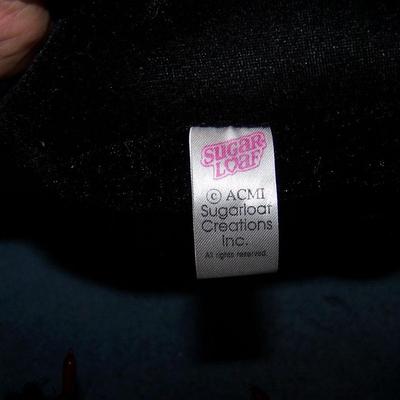 SUGAR
LOAF
© ACMI
Sugarloaf
Creations
Inc.
All rights reserved.